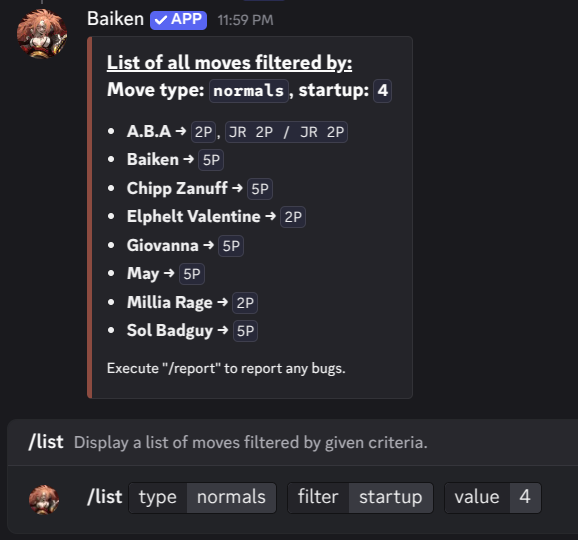 Baiken ✓ APP 11:59 PM
List of all moves filtered by:
Move type: normals, startup: 4
• A.B.A → 2P, JR 2P / JR 2P
• Baiken → 5P
• Chipp Zanuff → 5P
• Elphelt Valentine → 2P
• Giovanna → 5P
• May → 5P
• Millia Rage → 2P
• Sol Badguy → 5P
Execute "/report" to report any bugs.
/list Display a list of moves filtered by given criteria.
/list type normals filter startup value 4